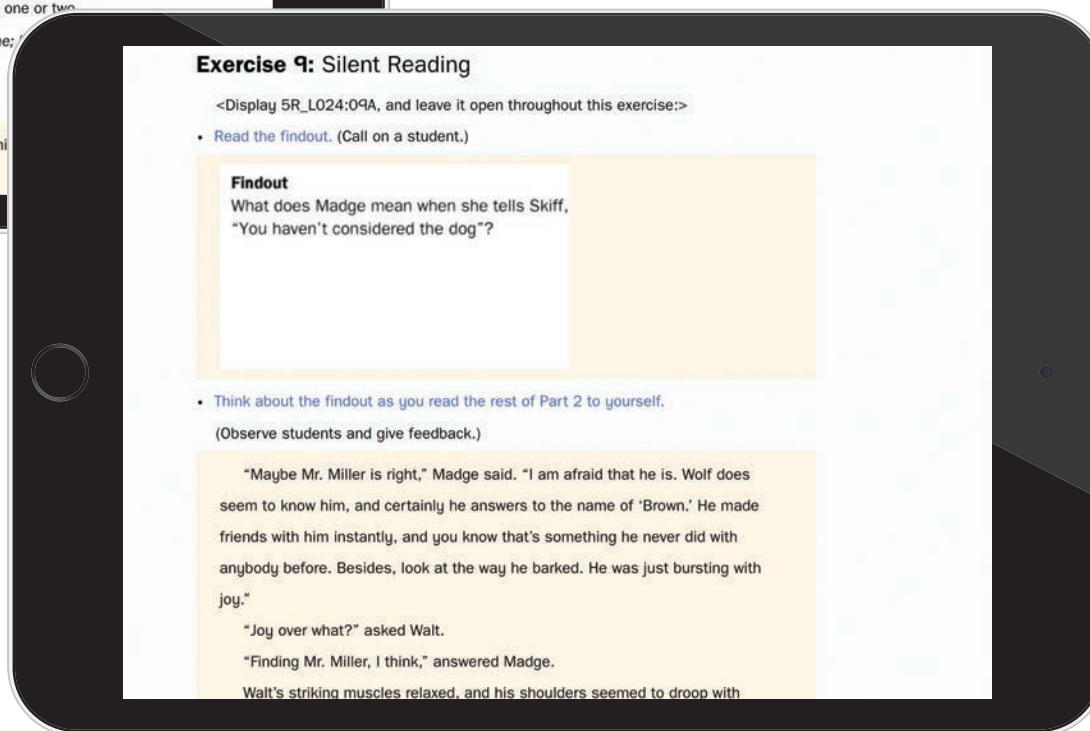 one or two
Exercise 9: Silent Reading
<Display 5R_L024:09A, and leave it open throughout this exercise:>
• Read the findout. (Call on a student.)
Findout
What does Madge mean when she tells Skiff,
“You haven’t considered the dog”?
• Think about the findout as you read the rest of Part 2 to yourself.
(Observe students and give feedback.)
“Maybe Mr. Miller is right,” Madge said. “I am afraid that he is. Wolf does
seem to know him, and certainly he answers to the name of ‘Brown.’ He made
friends with him instantly, and you know that’s something he never did with
anybody before. Besides, look at the way he barked. He was just bursting with
joy.”
“Joy over what?” asked Walt.
“Finding Mr. Miller, I think,” answered Madge.
Walt’s striking muscles relaxed, and his shoulders seemed to droop with